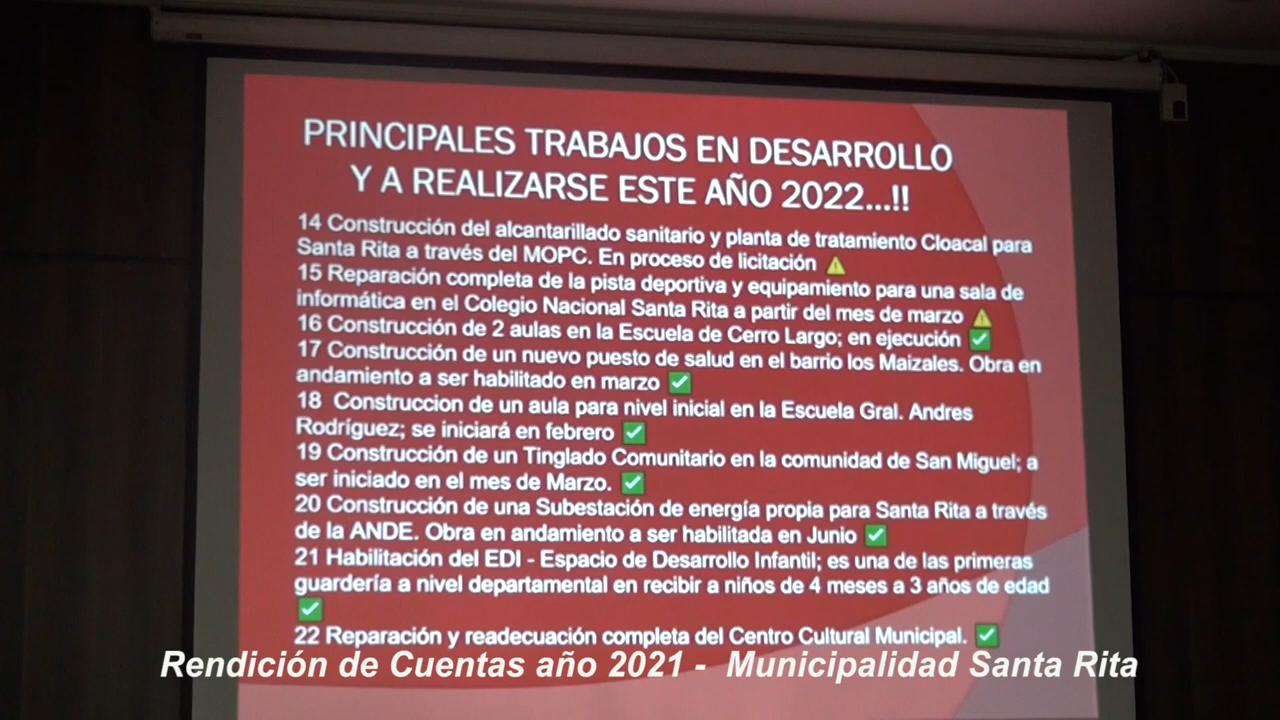 PRINCIPALES TRABAJOS EN DESARROLLO
Y A REALIZARSE ESTE AÑO 2022...!!
14 Construcción del alcantarillado sanitario y planta de tratamiento Cloacal para
Santa Rita a través del MOPC. En proceso de licitación ⚠️
15 Reparación completa de la pista deportiva y equipamiento para una sala de
informática en el Colegio Nacional Santa Rita a partir del mes de marzo ⚠️
16 Construcción de 2 aulas en la Escuela de Cerro Largo; en ejecución ✅
17 Construcción de un nuevo puesto de salud en el barrio los Maizales. Obra en
andamiento a ser habilitado en marzo ✅
18 Construccion de un aula para nivel inicial en la Escuela Gral. Andres
Rodríguez; se iniciará en febrero ✅
19 Construcción de un Tinglado Comunitario en la comunidad de San Miguel; a
ser iniciado en el mes de Marzo. ✅
20 Construcción de una Subestación de energía propia para Santa Rita a través
de la ANDE. Obra en andamiento a ser habilitada en Junio ✅
21 Habilitación del EDI - Espacio de Desarrollo Infantil; es una de las primeras
guardería a nivel departamental en recibir a niños de 4 meses a 3 años de edad
✅
22 Reparación y readecuación completa del Centro Cultural Municipal. ✅
Rendición de Cuentas año 2021 - Municipalidad Santa Rita